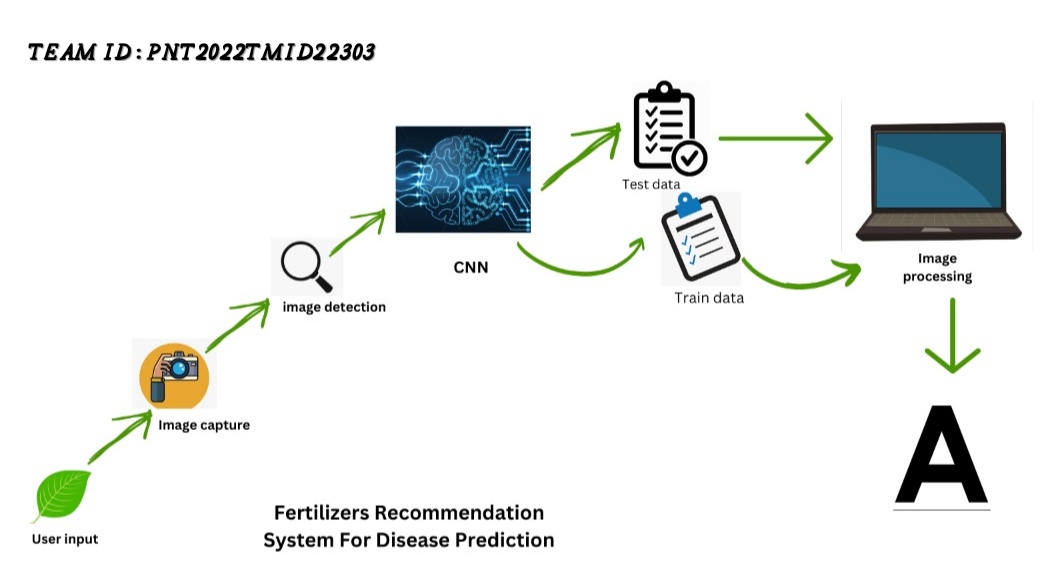 TEAM ID: PNT2022TMID22303
Test data
CNN
Image
processing
image detection
Train data
Image capture
A
Fertilizers Recommendation
System For Disease Prediction
User input